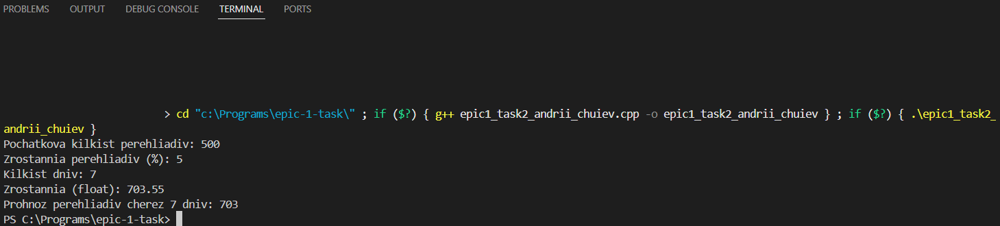 PROBLEMS OUTPUT DEBUG CONSOLE TERMINAL PORTS
> cd "c:\Programs\epic-1-task\" ; if ($?) { g++ epic1_task2_andrii_chuiev.cpp -o epic1_task2_andrii_chuiev } ; if ($?) { .\epic1_task2_
andrii_chuiev }
Pochatkova kilkist perehliadiv: 500
Zrostannia perehliadiv (%): 5
Kilkist dniv: 7
Zrostannia (float): 703.55
Prohnoz perehliadiv cherez 7 dniv: 703
PS C:\Programs\epic-1-task>